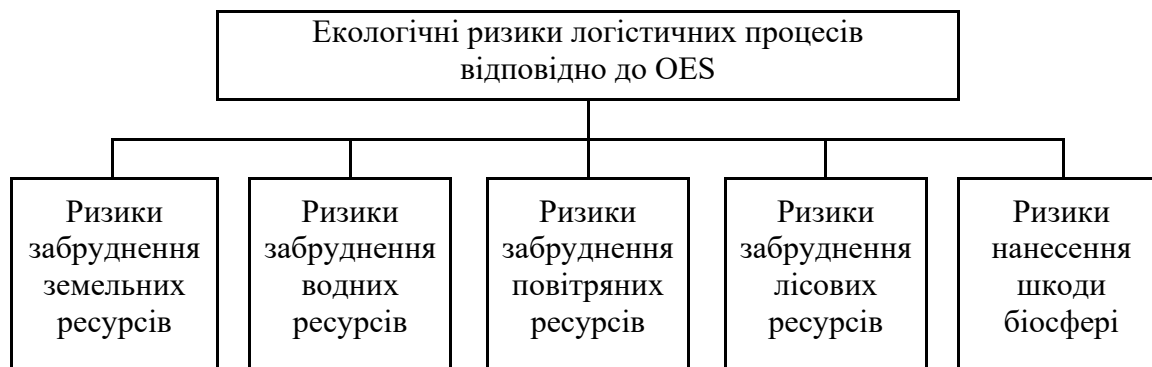 Екологічні ризики логістичних процесів
відповідно до OES
Ризики
забруднення
земельних
ресурсів
Ризики
забруднення
водних
ресурсів
Ризики
забруднення
повітряних
ресурсів
Ризики
забруднення
лісових
ресурсів
Ризики
нанесення
шкоди
біосфері